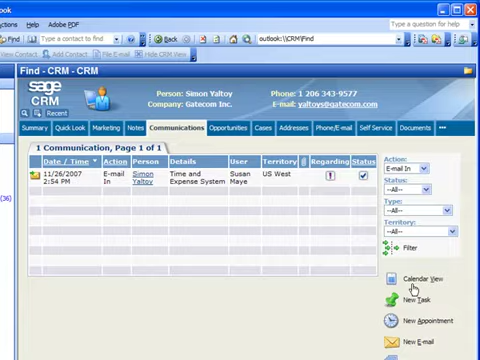 look
ctions Help Adobe PDF
Type a question for help
Find Type a contact to find Back outlook:\\CRM\Find
View Contact Add Contact File E-mail Hide CRM View
Find - CRM - CRM
sage
CRM
Person: Simon Yaltoy Phone: 1 206 343-9577
Company: Gatecom Inc. E-mail: yaltoys@gatecom.com
Recent
Summary Quick Look Marketing Notes Communications Opportunities Cases Addresses Phone/E-mail Self Service Documents
1 Communication, Page 1 of 1
Date / Time Action Person Details User Territory Regarding Status
11/26/2007 E-mail Simon Time and Susan US West
2:54 PM In Yaltoy Expense System Maye
(36)
Action:
E-mail In
Status:
--All--
Type:
--All--
Territory:
--All--
Filter
Calendar View
New Task
New Appointment
New E-mail